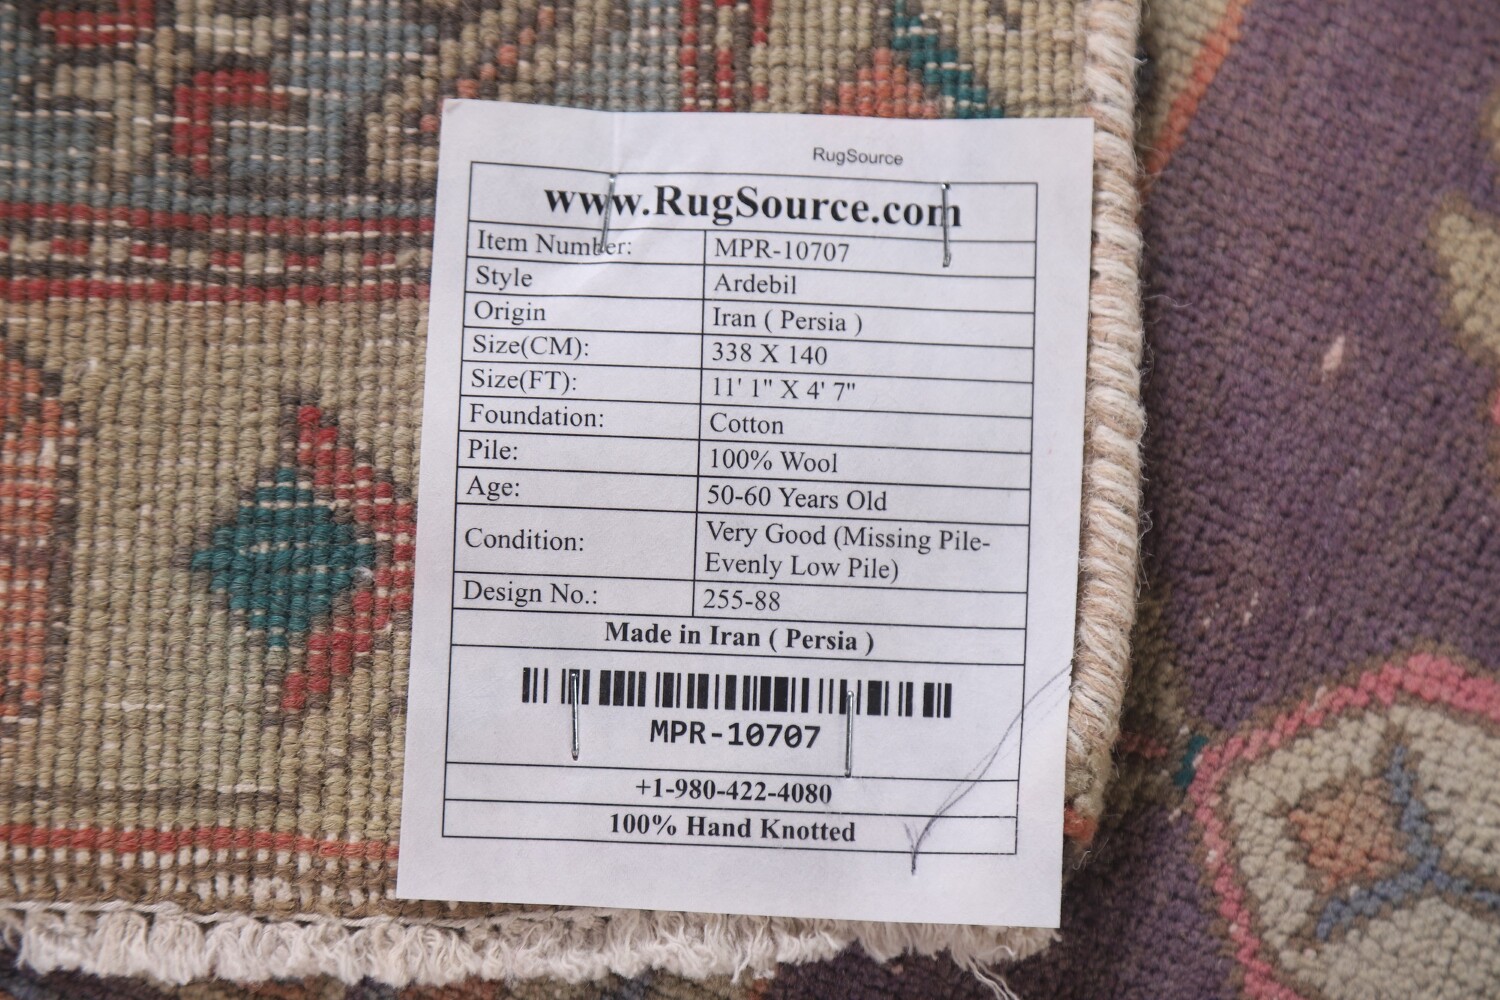 RugSource
www.RugSource.com
Item Number: MPR-10707
Style Ardebil
Origin Iran ( Persia )
Size(CM): 338 X 140
Size(FT): 11' 1" X 4' 7"
Foundation: Cotton
Pile: 100% Wool
Age: 50-60 Years Old
Condition: Very Good (Missing Pile-
Evenly Low Pile)
Design No.: 255-88
Made in Iran ( Persia )
MPR-10707
+1-980-422-4080
100% Hand Knotted